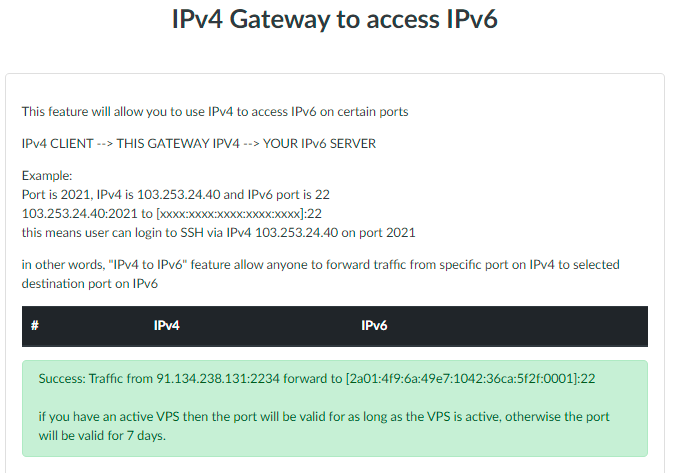 IPv4 Gateway to access IPv6
This feature will allow you to use IPv4 to access IPv6 on certain ports
IPv4 CLIENT --> THIS GATEWAY IPV4 --> YOUR IPv6 SERVER
Example:
Port is 2021, IPv4 is 103.253.24.40 and IPv6 port is 22
103.253.24.40:2021 to [xxxx:xxxx:xxxx:xxxx:xxxx]:22
this means user can login to SSH via IPv4 103.253.24.40 on port 2021
in other words, "IPv4 to IPv6" feature allow anyone to forward traffic from specific port on IPv4 to selected
destination port on IPv6
# IPv4 IPv6
Success: Traffic from 91.134.238.131:2234 forward to [2a01:4f9:6a:49e7:1042:36ca:5f2f:0001]:22
if you have an active VPS then the port will be valid for as long as the VPS is active, otherwise the port
will be valid for 7 days.